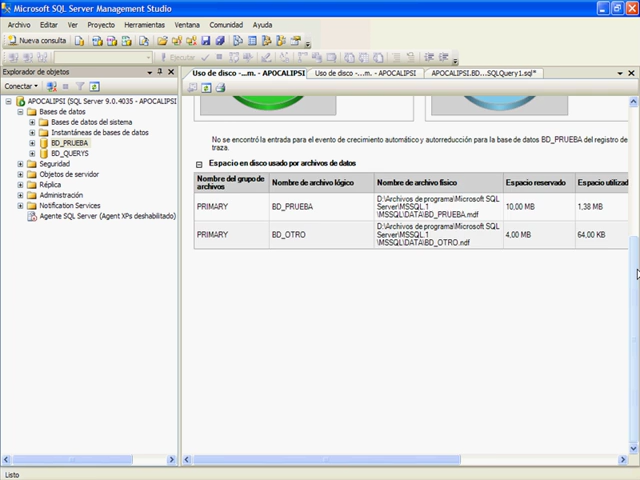 Microsoft SQL Server Management Studio
Archivo Editar Ver Proyecto Herramientas Ventana Comunidad Ayuda
Nueva consulta
Ejecutar
Explorador de objetos
Uso de disco -...m. - APOCALIPSI
Uso de disco -...m. - APOCALIPSI
APOCALIPSI.BD...SQLQuery1.sql*
Conectar
APOCALIPSI (SQL Server 9.0.4035 - APOCALIPSI
Bases de datos
Bases de datos del sistema
Instantáneas de bases de datos
BD_PRUEBA
BD_QUERYS
Seguridad
Objetos de servidor
Réplica
Administración
Notification Services
Agente SQL Server (Agent XPs deshabilitado)
No se encontró la entrada para el evento de crecimiento automático y autorreducción para la base de datos BD_PRUEBA del registro de
traza.
Espacio en disco usado por archivos de datos
Nombre del grupo de archivos Nombre de archivo lógico Nombre de archivo físico Espacio reservado Espacio utilizad
PRIMARY BD_PRUEBA D:\Archivos de programa\Microsoft SQL Server\MSSQL.1\MSSQL\DATA\BD_PRUEBA.mdf 10,00 MB 1,38 MB
PRIMARY BD_OTRO D:\Archivos de programa\Microsoft SQL Server\MSSQL.1\MSSQL\DATA\BD_OTRO.ndf 4,00 MB 64,00 KB
Listo